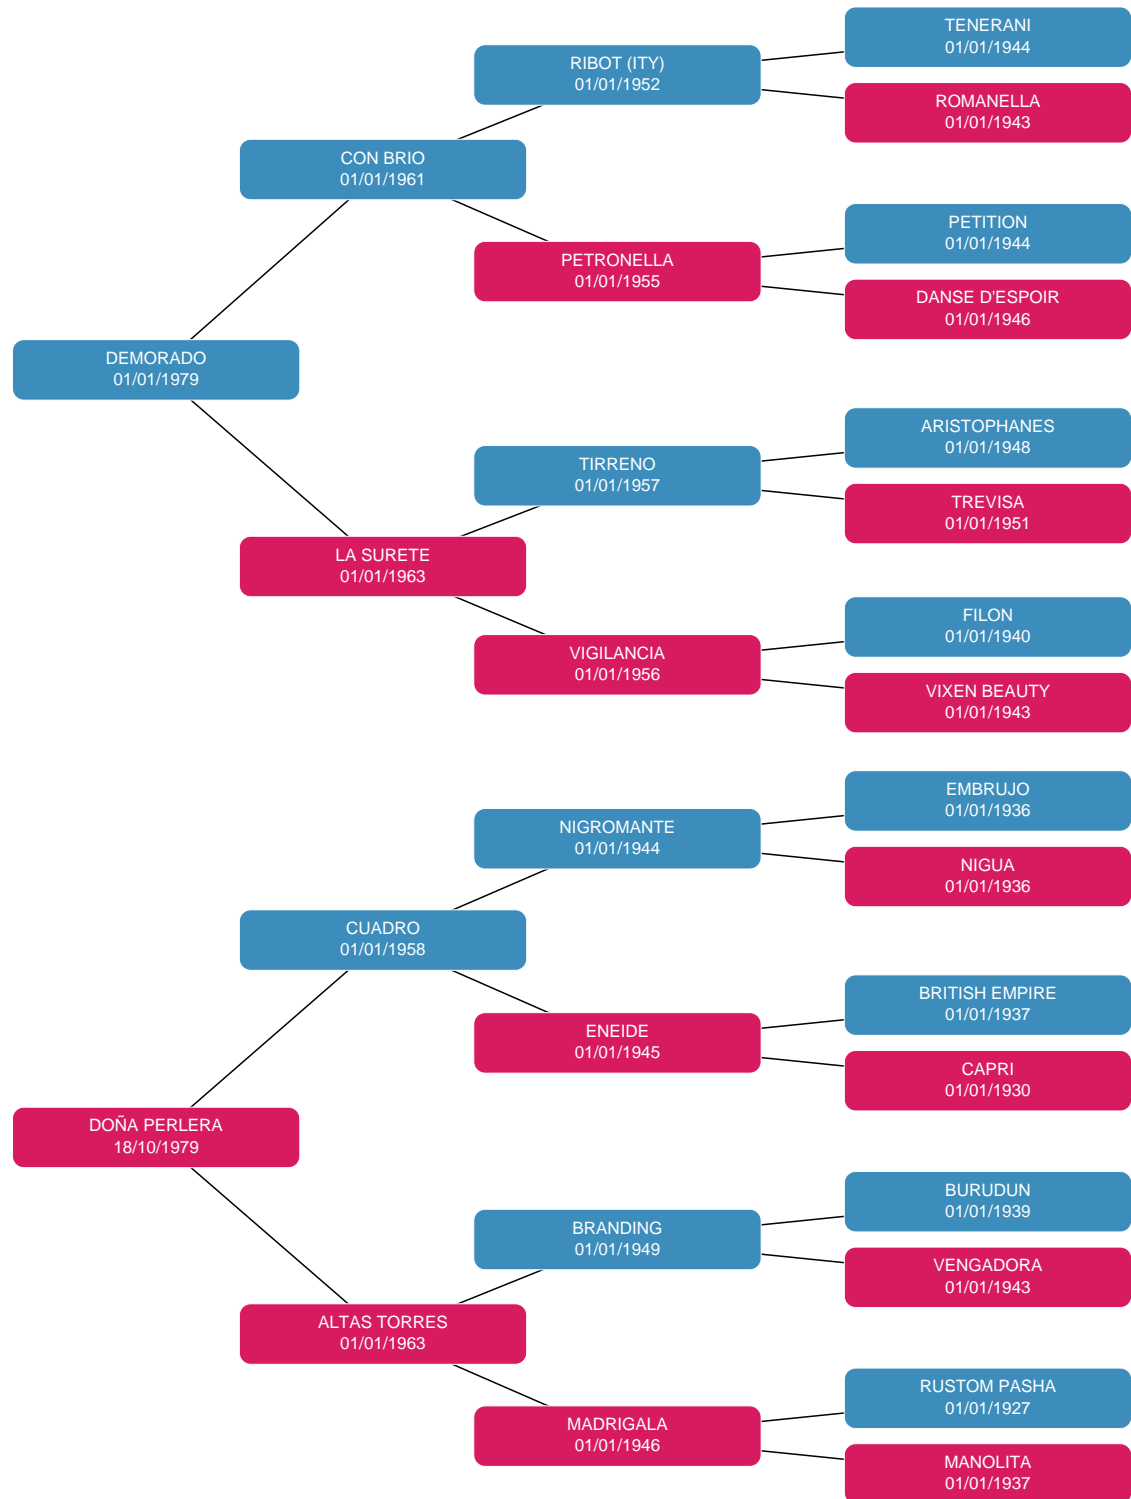 TENERANI
01/01/1944
RIBOT (ITY)
01/01/1952
ROMANELLA
01/01/1943
CON BRIO
01/01/1961
PETITION
01/01/1944
PETRONELLA
01/01/1955
DANSE D'ESPOIR
01/01/1946
DEMORADO
01/01/1979
ARISTOPHANES
01/01/1948
TIRRENO
01/01/1957
TREVISA
01/01/1951
LA SURETE
01/01/1963
FILON
01/01/1940
VIGILANCIA
01/01/1956
VIXEN BEAUTY
01/01/1943
EMBRUJO
01/01/1936
NIGROMANTE
01/01/1944
NIGUA
01/01/1936
CUADRO
01/01/1958
BRITISH EMPIRE
01/01/1937
ENEIDE
01/01/1945
CAPRI
01/01/1930
DOÑA PERLERA
18/10/1979
BURUDUN
01/01/1939
BRANDING
01/01/1949
VENGADORA
01/01/1943
ALTAS TORRES
01/01/1963
RUSTOM PASHA
01/01/1927
MADRIGALA
01/01/1946
MANOLITA
01/01/1937